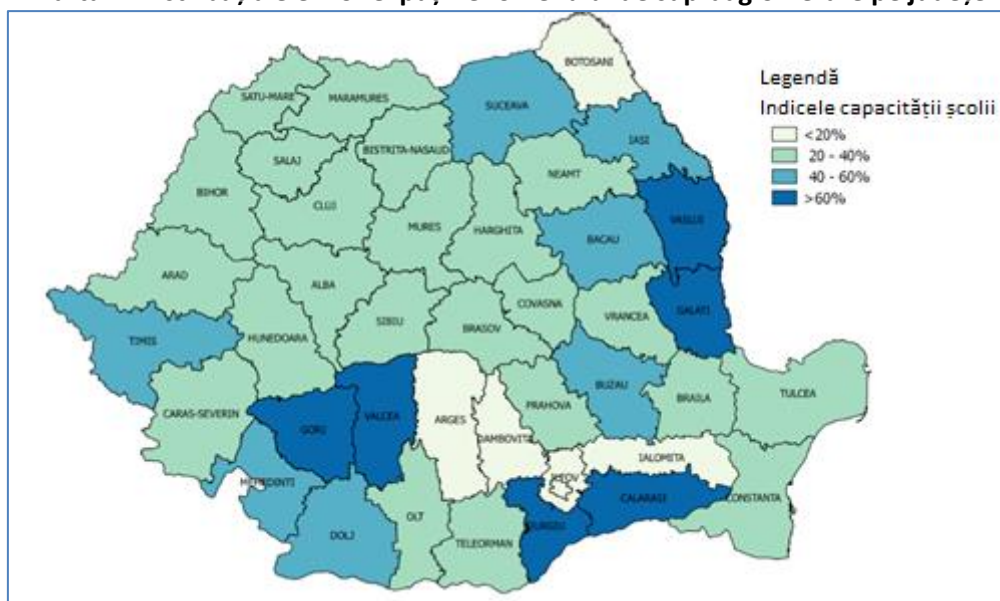 BOTOSANI
Legendă
Indicele capacității școlii
<20%
20 - 40%
40 - 60%
>60%
SATU-MARE
MARAMURES
SUCEAVA
IASI
SALAJ
BISTRITA-NASAUD
NEAMT
BIHOR
CLUJ
MURES
HARGHITA
BACAU
VASLUI
ARAD
ALBA
COVASNA
SIBIU
BRASOV
VRANCEA
GALATI
TIMIS
HUNEDOARA
BUZAU
BRAILA
TULCEA
CARAS-SEVERIN
GORJ
VALCEA
ARGES
PRAHOVA
DAMBOVITA
IALOMITA
ILFOV
MEHEDINTI
CALARASI
CONSTANTA
DOLJ
OLT
TELEORMAN
GIURGIU